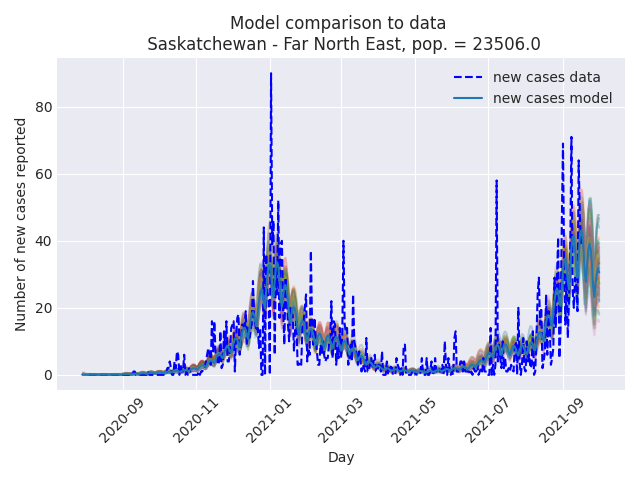 Model comparison to data
Saskatchewan - Far North East, pop. = 23506.0
new cases data
new cases model
Number of new cases reported
80
60
40
20
0
2020-09
2020-11
2021-01
2021-03
2021-05
2021-07
2021-09
Day